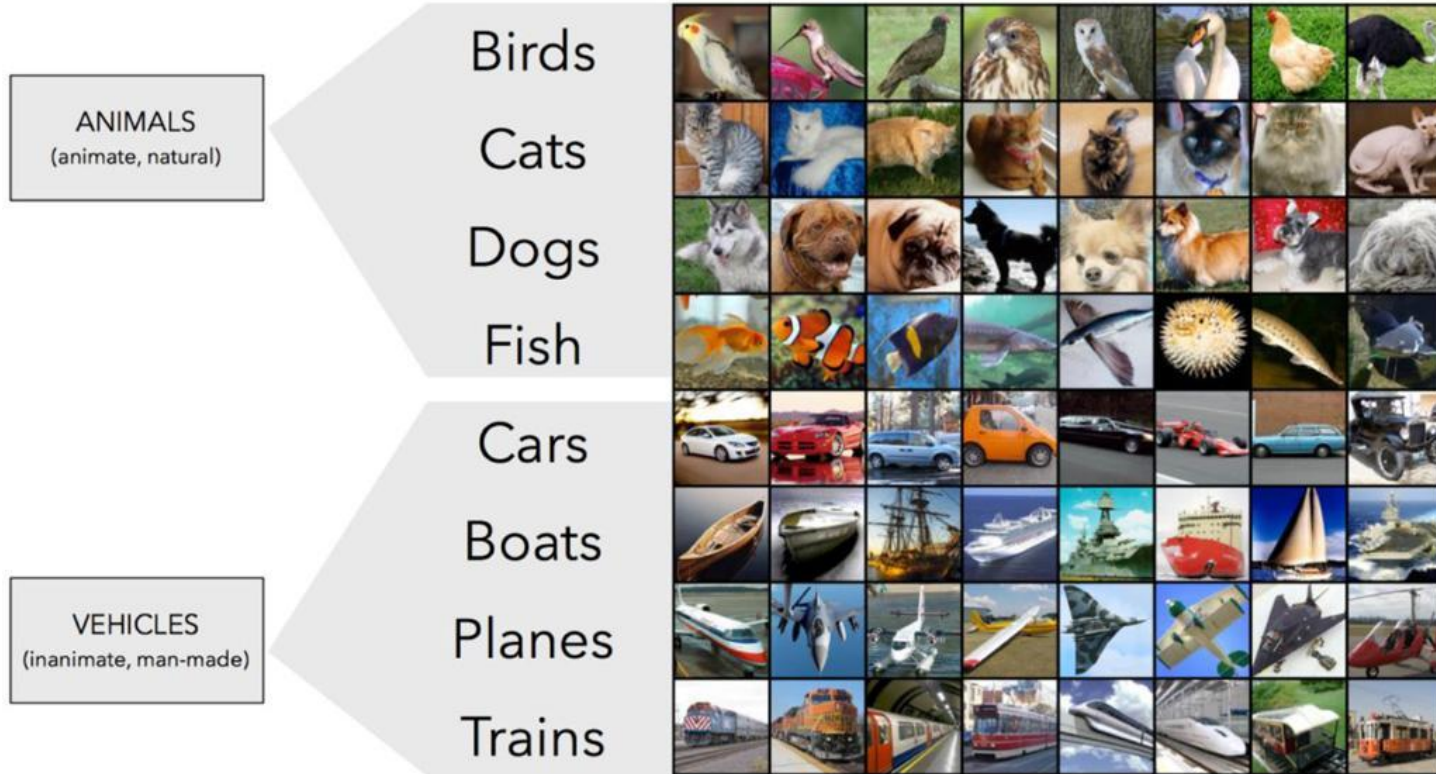 ANIMALS
(animate, natural)
Birds
Cats
Dogs
Fish
VEHICLES
(inanimate, man-made)
Cars
Boats
Planes
Trains